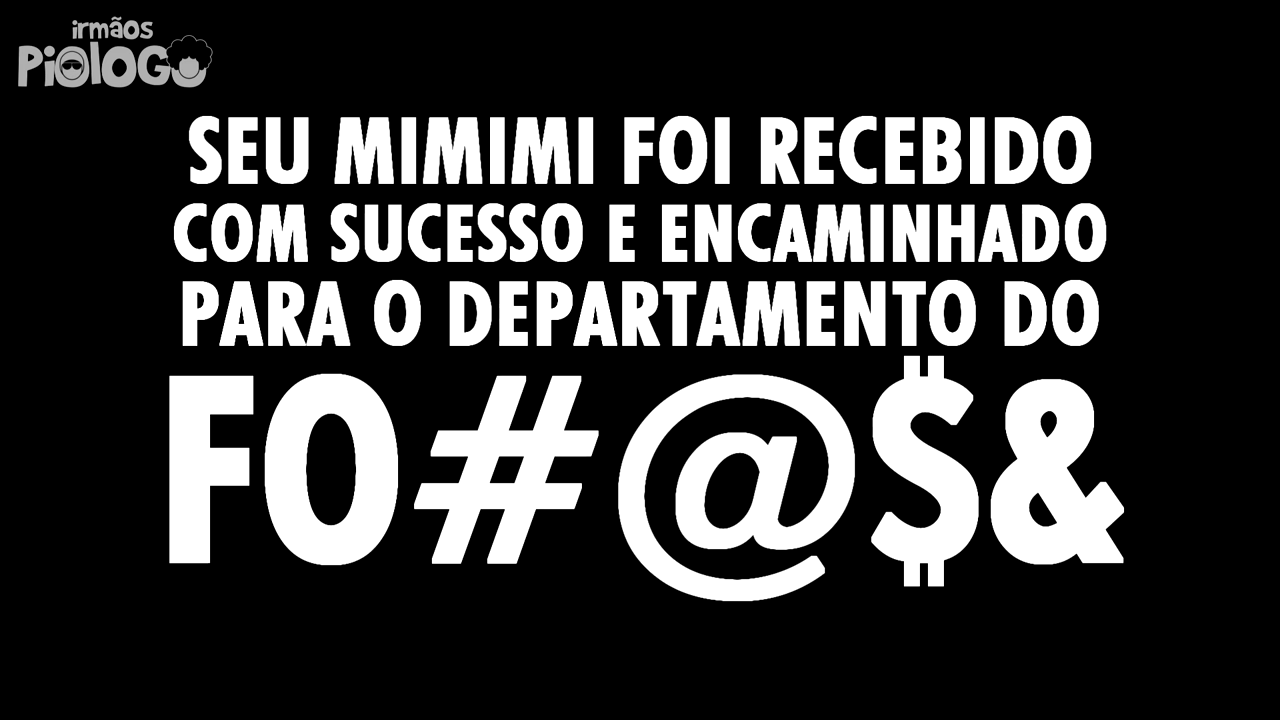 irmãos
PiOLOGO
SEU MIMIMI FOI RECEBIDO
COM SUCESSO E ENCAMINHADO
PARA O DEPARTAMENTO DO
FO#@$&